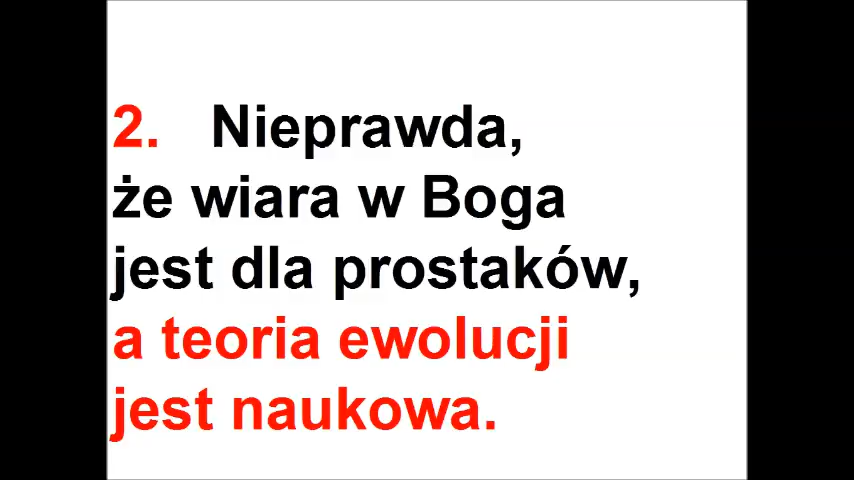 2. Nieprawda,
że wiara w Boga
jest dla prostaków,
a teoria ewolucji
jest naukowa.